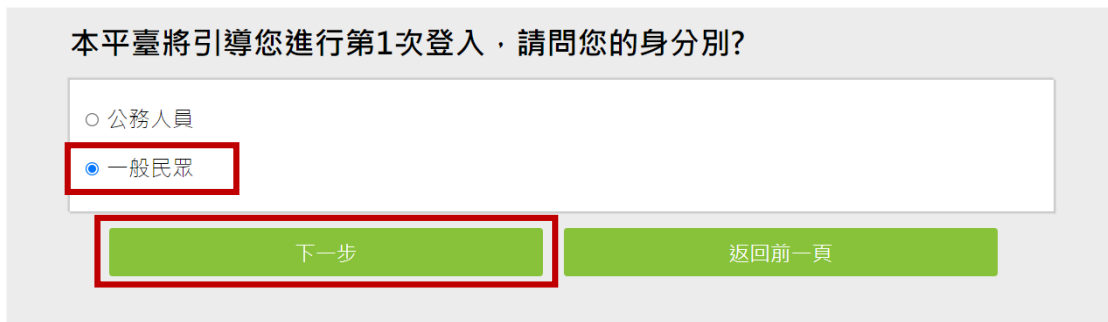 本平臺將引導您進行第1次登入，請問您的身分別?
公務人員
一般民眾
下一步
返回前一頁